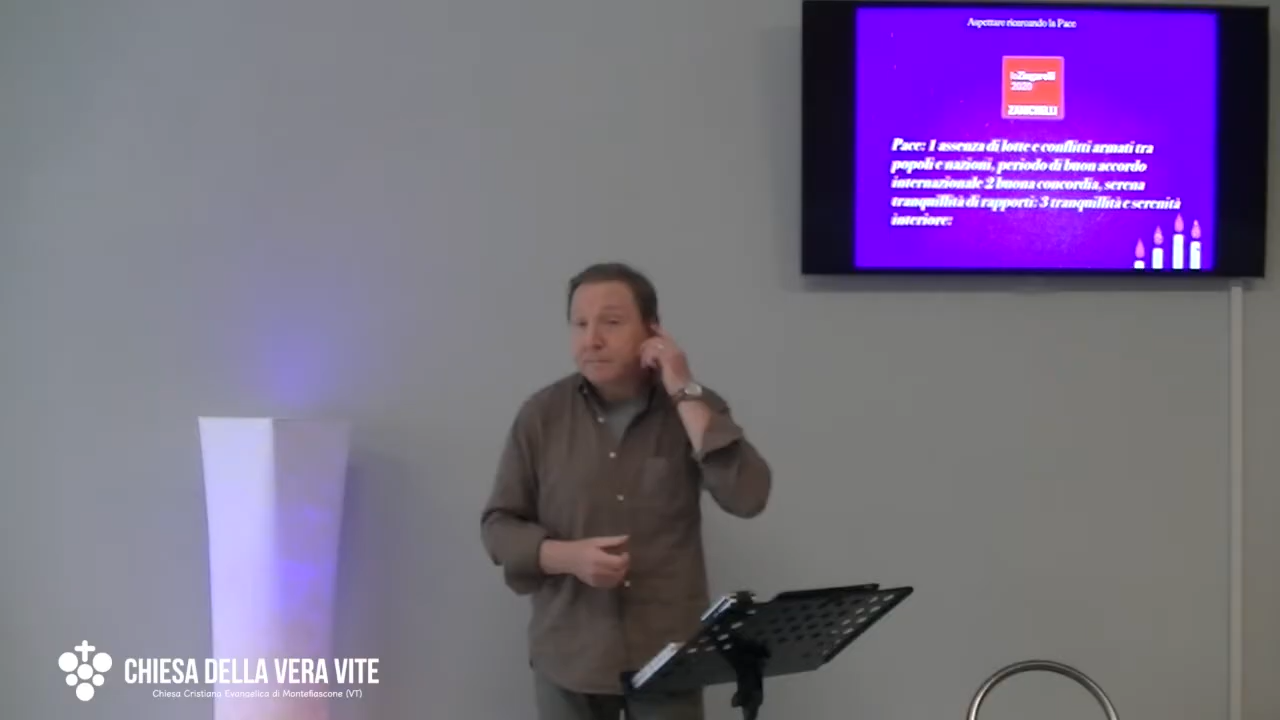 Aspettare ricercando la Pace
loZingarelli
2020
ZANICHELLI
Pace: 1 assenza di lotte e conflitti armati tra
popoli e nazioni, periodo di buon accordo
internazionale 2 buona concordia, serena
tranquillità di rapporti: 3 tranquillità e serenità
interiore:
CHIESA DELLA VERA VITE
Chiesa Cristiana Evangelica di Montefiascone (VT)